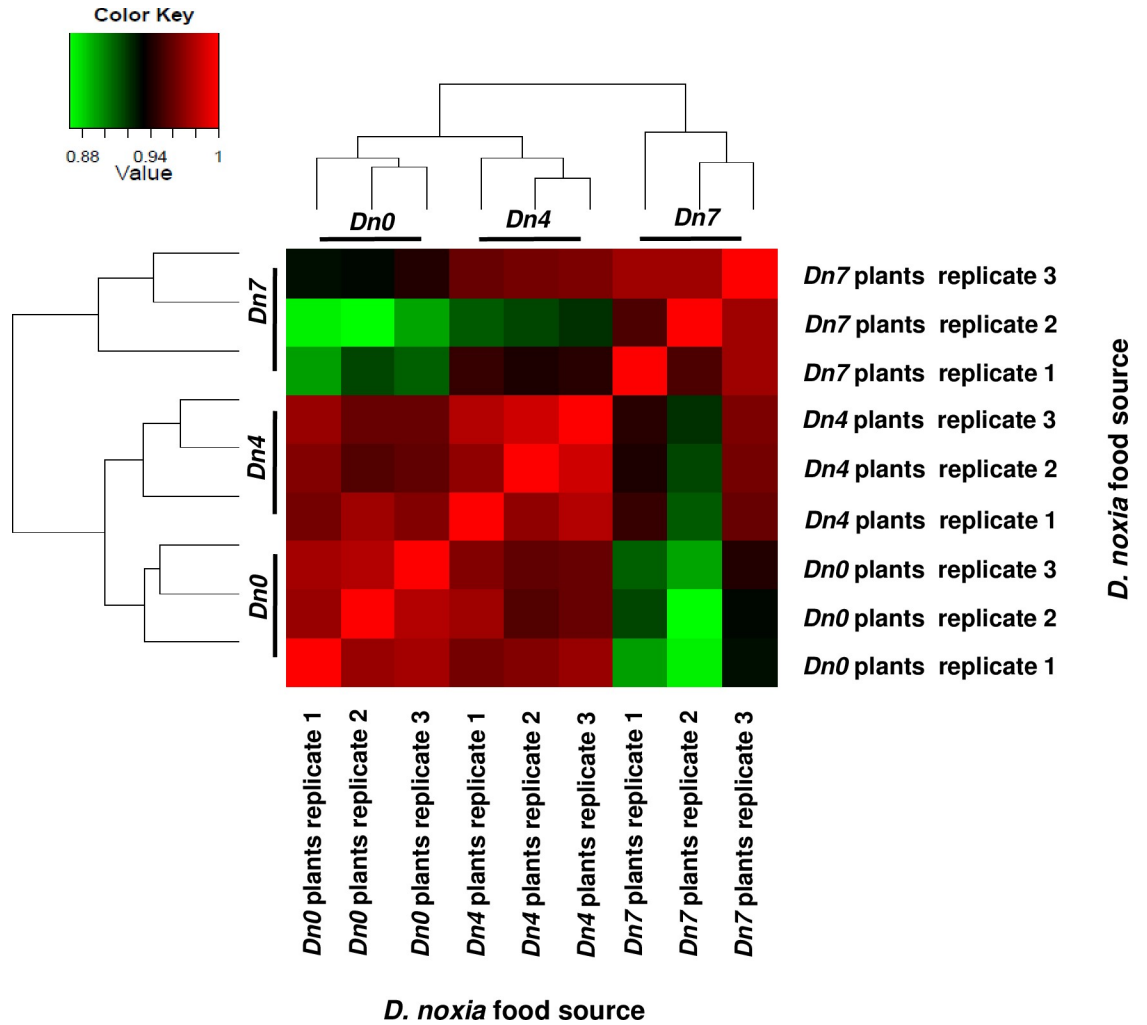 Color Key
0.88 0.94 1
Value
Dn0 Dn4 Dn7
Dn7
Dn4
Dn0
Dn7 plants replicate 3
Dn7 plants replicate 2
Dn7 plants replicate 1
Dn4 plants replicate 3
Dn4 plants replicate 2
Dn4 plants replicate 1
Dn0 plants replicate 3
Dn0 plants replicate 2
Dn0 plants replicate 1
D. noxia food source
Dn0 plants replicate 1
Dn0 plants replicate 2
Dn0 plants replicate 3
Dn4 plants replicate 1
Dn4 plants replicate 2
Dn4 plants replicate 3
Dn7 plants replicate 1
Dn7 plants replicate 2
Dn7 plants replicate 3
D. noxia food source